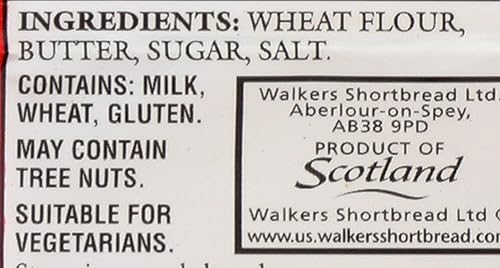 INGREDIENTS: WHEAT FLOUR,
BUTTER, SUGAR, SALT.
CONTAINS: MILK,
WHEAT, GLUTEN.
MAY CONTAIN
TREE NUTS.
SUITABLE FOR
VEGETARIANS.
Walkers Shortbread Ltd
Aberlour-on-Spey,
AB38 9PD
PRODUCT OF
Scotland
Walkers Shortbread Ltd
www.us.walkersshortbread.com